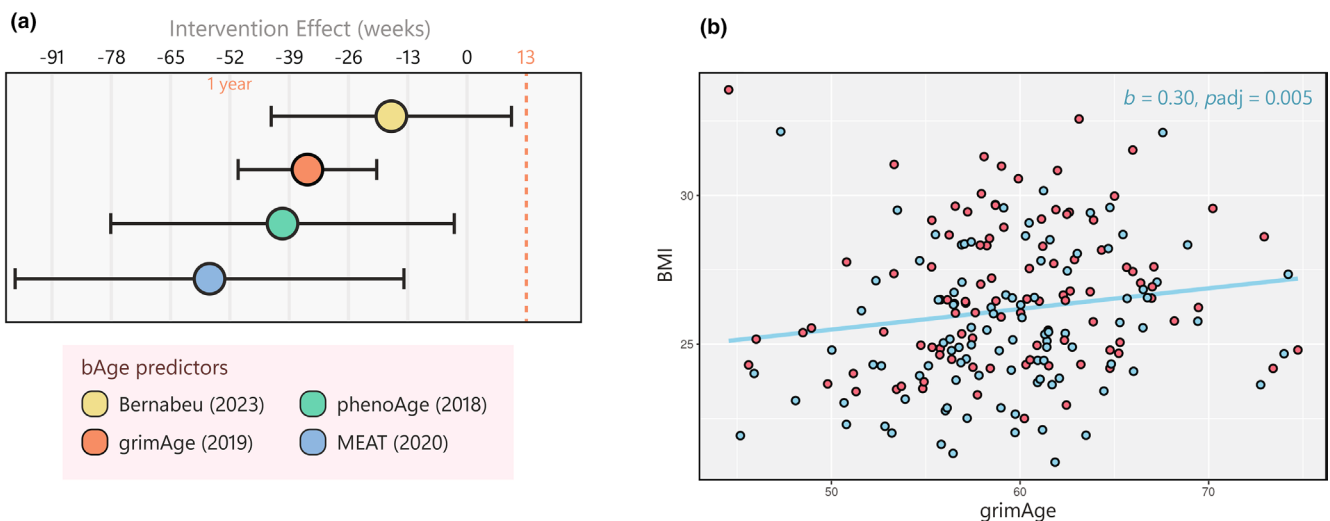 (a)
Intervention Effect (weeks)
-91 -78 -65 -52 -39 -26 -13 0 13
1 year
bAge predictors
Bernabeu (2023) phenoAge (2018)
grimAge (2019) MEAT (2020)
(b)
b = 0.30, padj = 0.005
BMI
30
25
50 60 70
grimAge